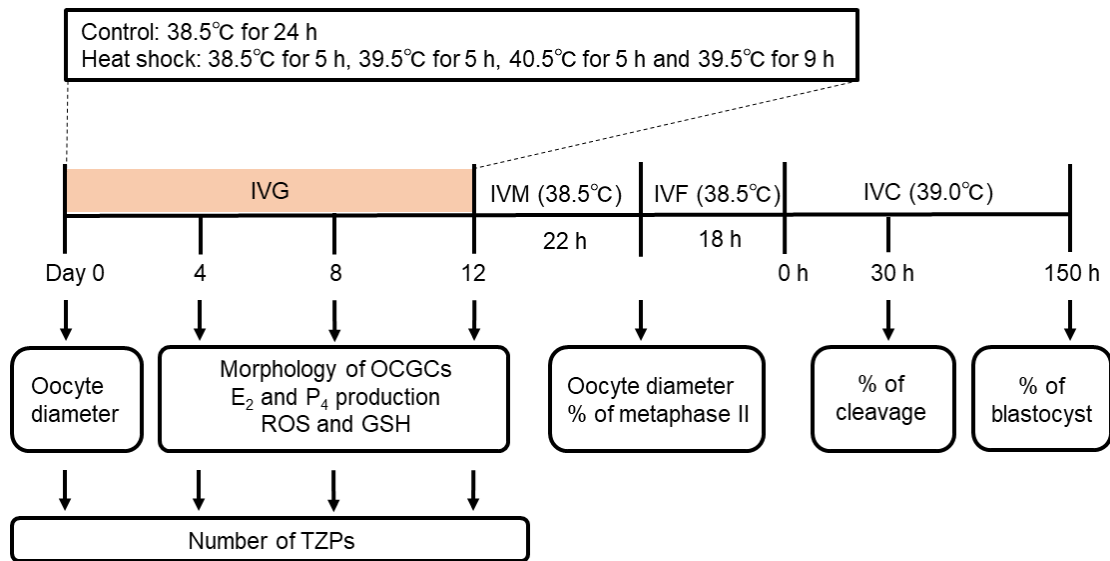 Control: 38.5℃ for 24 h
Heat shock: 38.5℃ for 5 h, 39.5℃ for 5 h, 40.5℃ for 5 h and 39.5℃ for 9 h
IVG
IVM (38.5℃)
IVF (38.5℃)
IVC (39.0℃)
22 h
18 h
Day 0
4
8
12
0 h
30 h
150 h
Oocyte
diameter
Morphology of OCGCs
E₂ and P₄ production
ROS and GSH
Oocyte diameter
% of metaphase II
% of
cleavage
% of
blastocyst
Number of TZPs